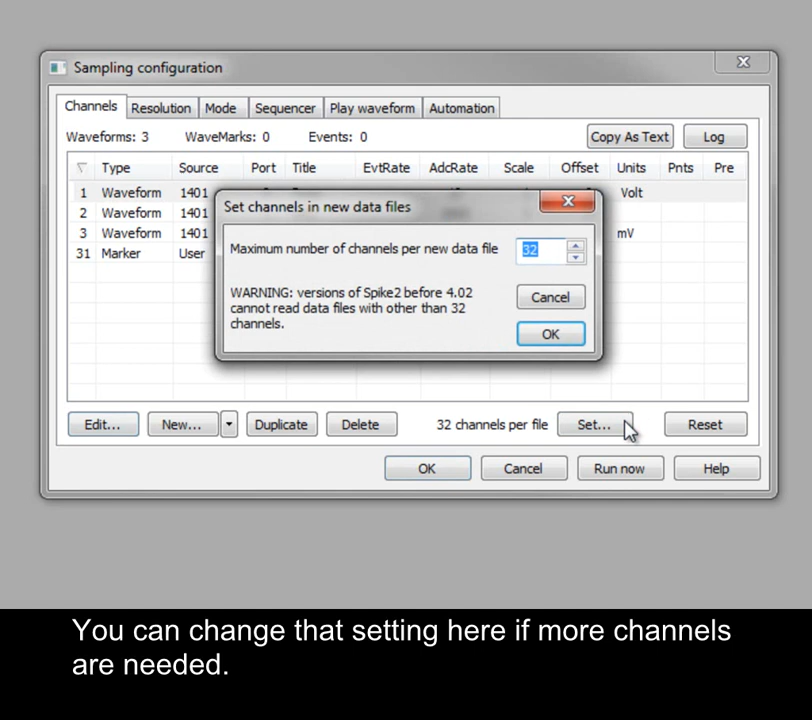 Sampling configuration
Channels Resolution Mode Sequencer Play waveform Automation
Waveforms: 3 WaveMarks: 0 Events: 0 Copy As Text Log
Type Source Port Title EvtRate AdcRate Scale Offset Units Pnts Pre
1 Waveform 1401 Volt
2 Waveform 1401
3 Waveform 1401 mV
31 Marker User
Set channels in new data files
Maximum number of channels per new data file 32
WARNING: versions of Spike2 before 4.02
cannot read data files with other than 32
channels.
Cancel
OK
Edit... New... Duplicate Delete 32 channels per file Set... Reset
OK Cancel Run now Help
You can change that setting here if more channels
are needed.